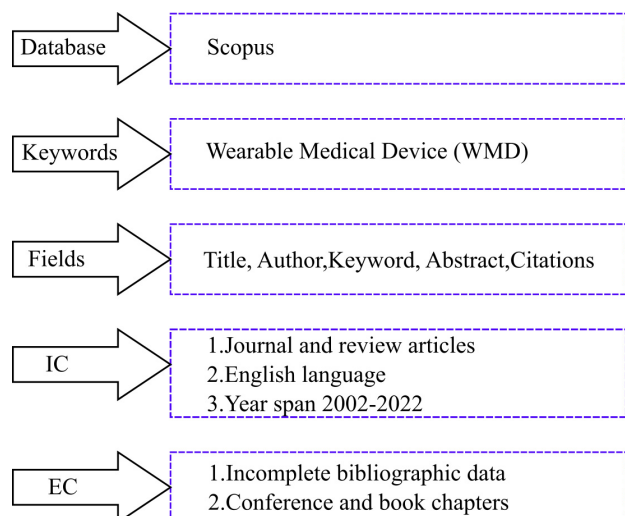 Database
Scopus
Keywords
Wearable Medical Device (WMD)
Fields
Title, Author,Keyword, Abstract,Citations
IC
1.Journal and review articles
2.English language
3.Year span 2002-2022
EC
1.Incomplete bibliographic data
2.Conference and book chapters